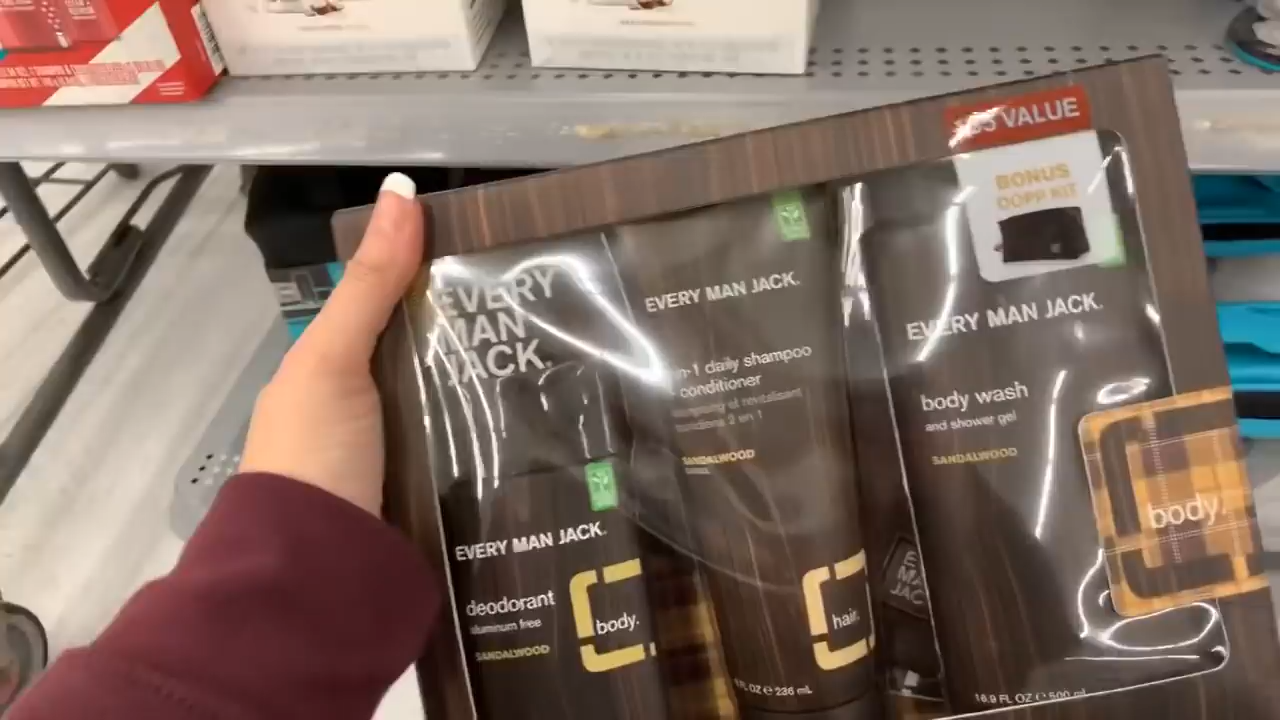 VALUE
BONUS
DOPP KIT
EVERY
MAN
JACK.
EVERY MAN JACK.
deodorant
aluminum free
SANDALWOOD
body.
EVERY MAN JACK.
daily shampoo
conditioner
SANDALWOOD
hair.
FL OZ ℮ 236 mL
EVERY MAN JACK.
body wash
and shower gel
SANDALWOOD
body.
16.9 FL OZ ℮ 500 mL